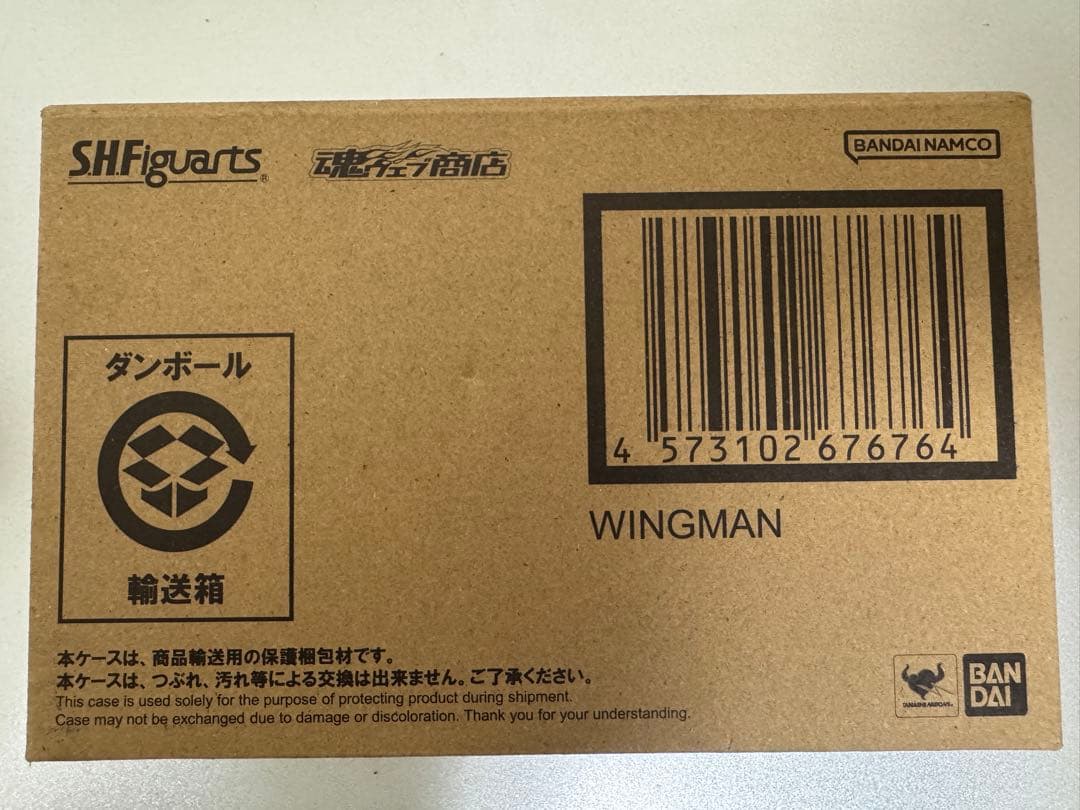 S.H.Figuarts®
魂ウェブ商店
BANDAI NAMCO
4 573102 676764
WINGMAN
ダンボール
輸送箱
本ケースは、商品輸送用の保護梱包材です。
本ケースは、つぶれ、汚れ等による交換は出来ません。ご了承ください。
This case is used solely for the purpose of protecting product during shipment.
Case may not be exchanged due to damage or discoloration. Thank you for your understanding.
TAMASHII NATIONS
BAN
DAI